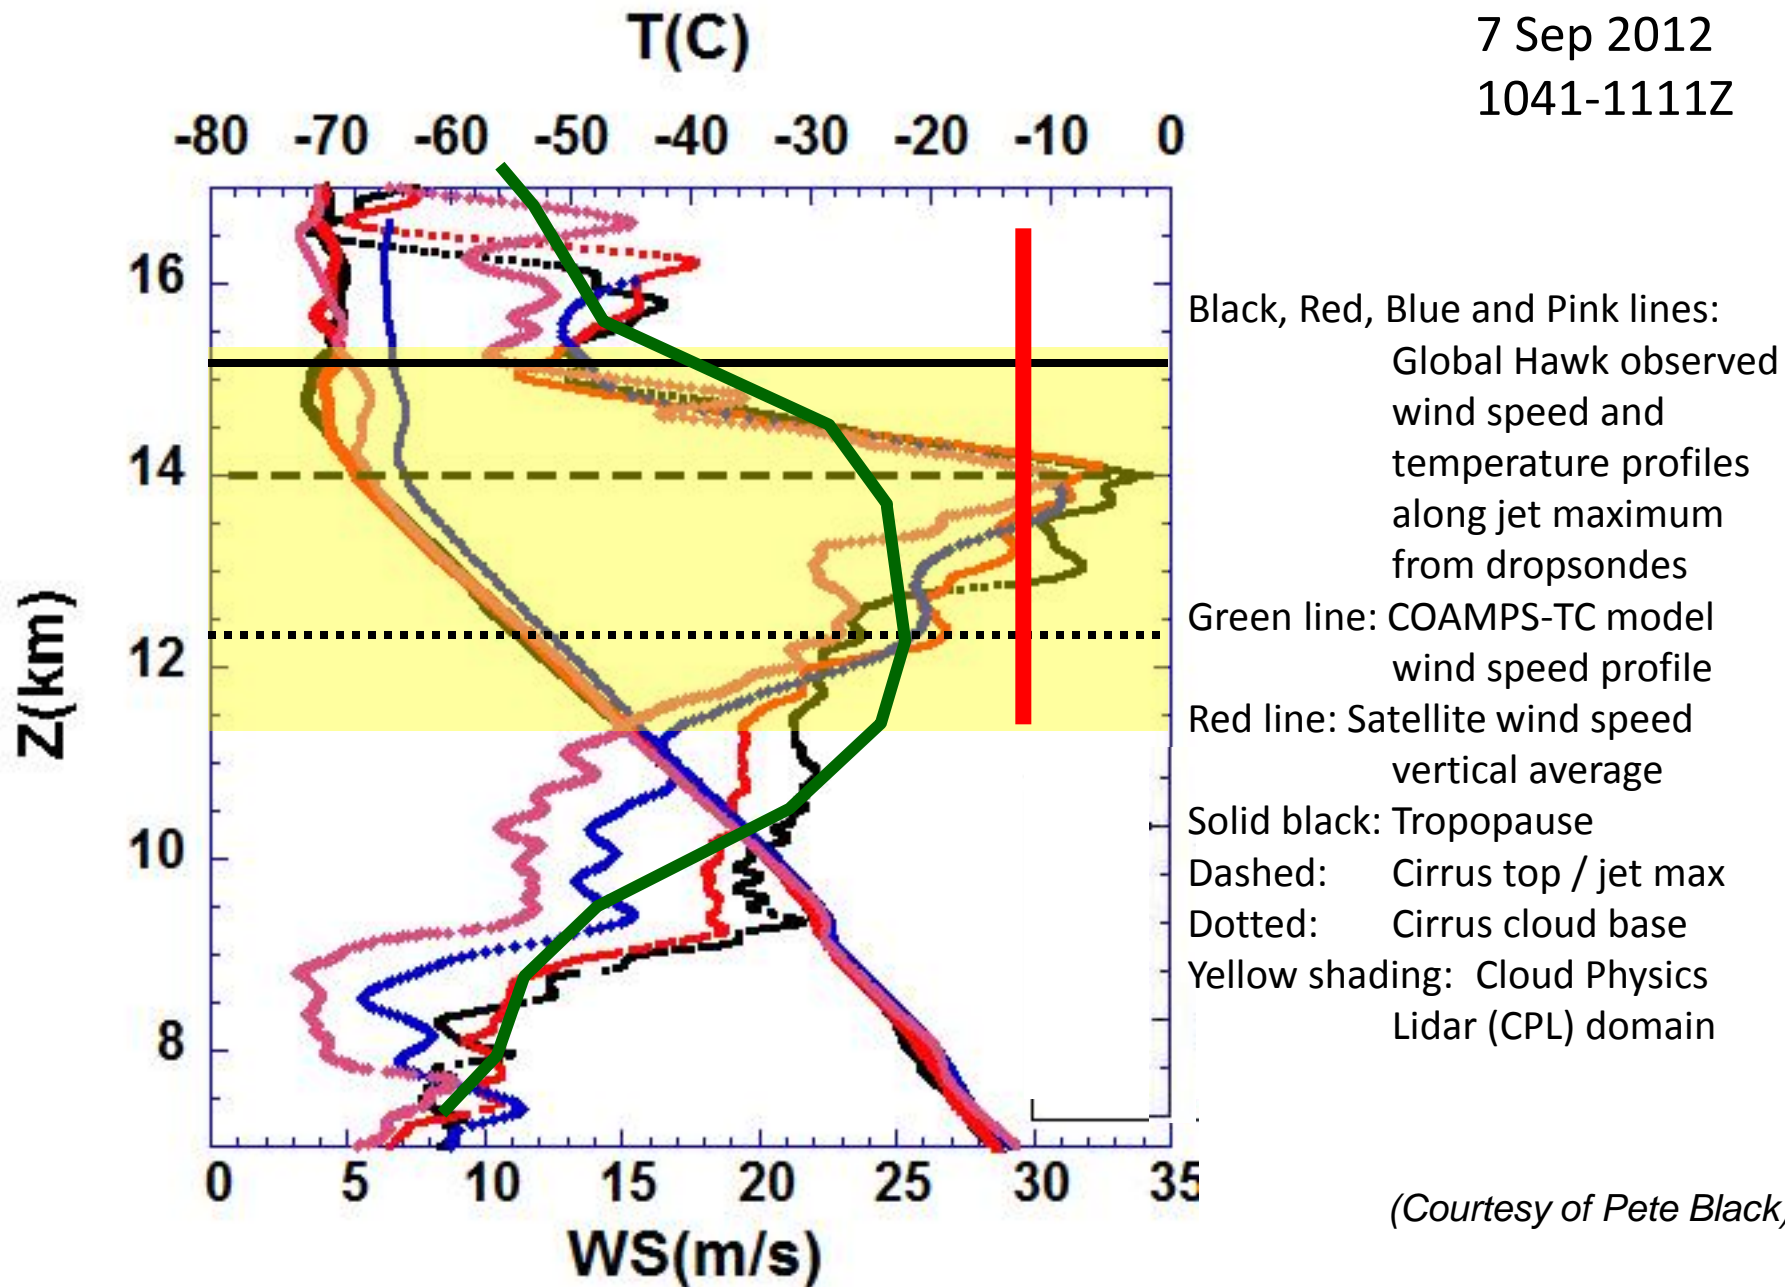 T(C)
7 Sep 2012
1041-1111Z
-80 -70 -60 -50 -40 -30 -20 -10 0
16
14
12
10
8
Z(km)
0 5 10 15 20 25 30 35
WS(m/s)
Black, Red, Blue and Pink lines:
Global Hawk observed
wind speed and
temperature profiles
along jet maximum
from dropsondes
Green line: COAMPS-TC model
wind speed profile
Red line: Satellite wind speed
vertical average
Solid black: Tropopause
Dashed: Cirrus top / jet max
Dotted: Cirrus cloud base
Yellow shading: Cloud Physics
Lidar (CPL) domain
(Courtesy of Pete Black)